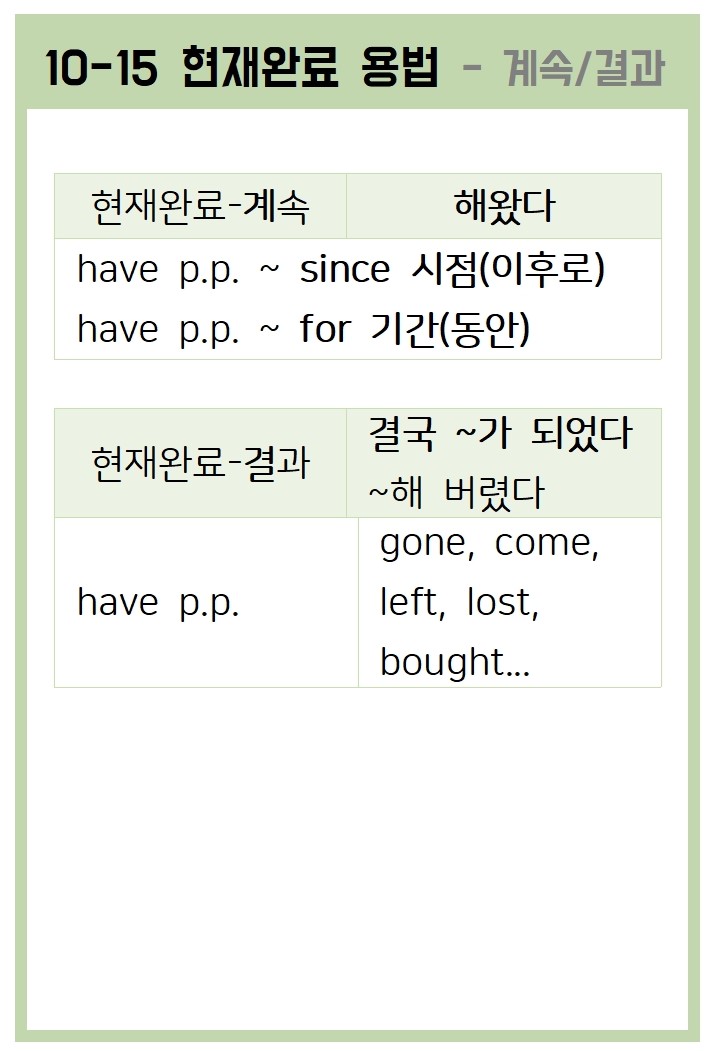 10-15 현재완료 용법 - 계속/결과
현재완료-계속 해왔다
have p.p. ~ since 시점(이후로)
have p.p. ~ for 기간(동안)
현재완료-결과
결국 ~가 되었다
~해 버렸다
have p.p.
gone, come,
left, lost,
bought...